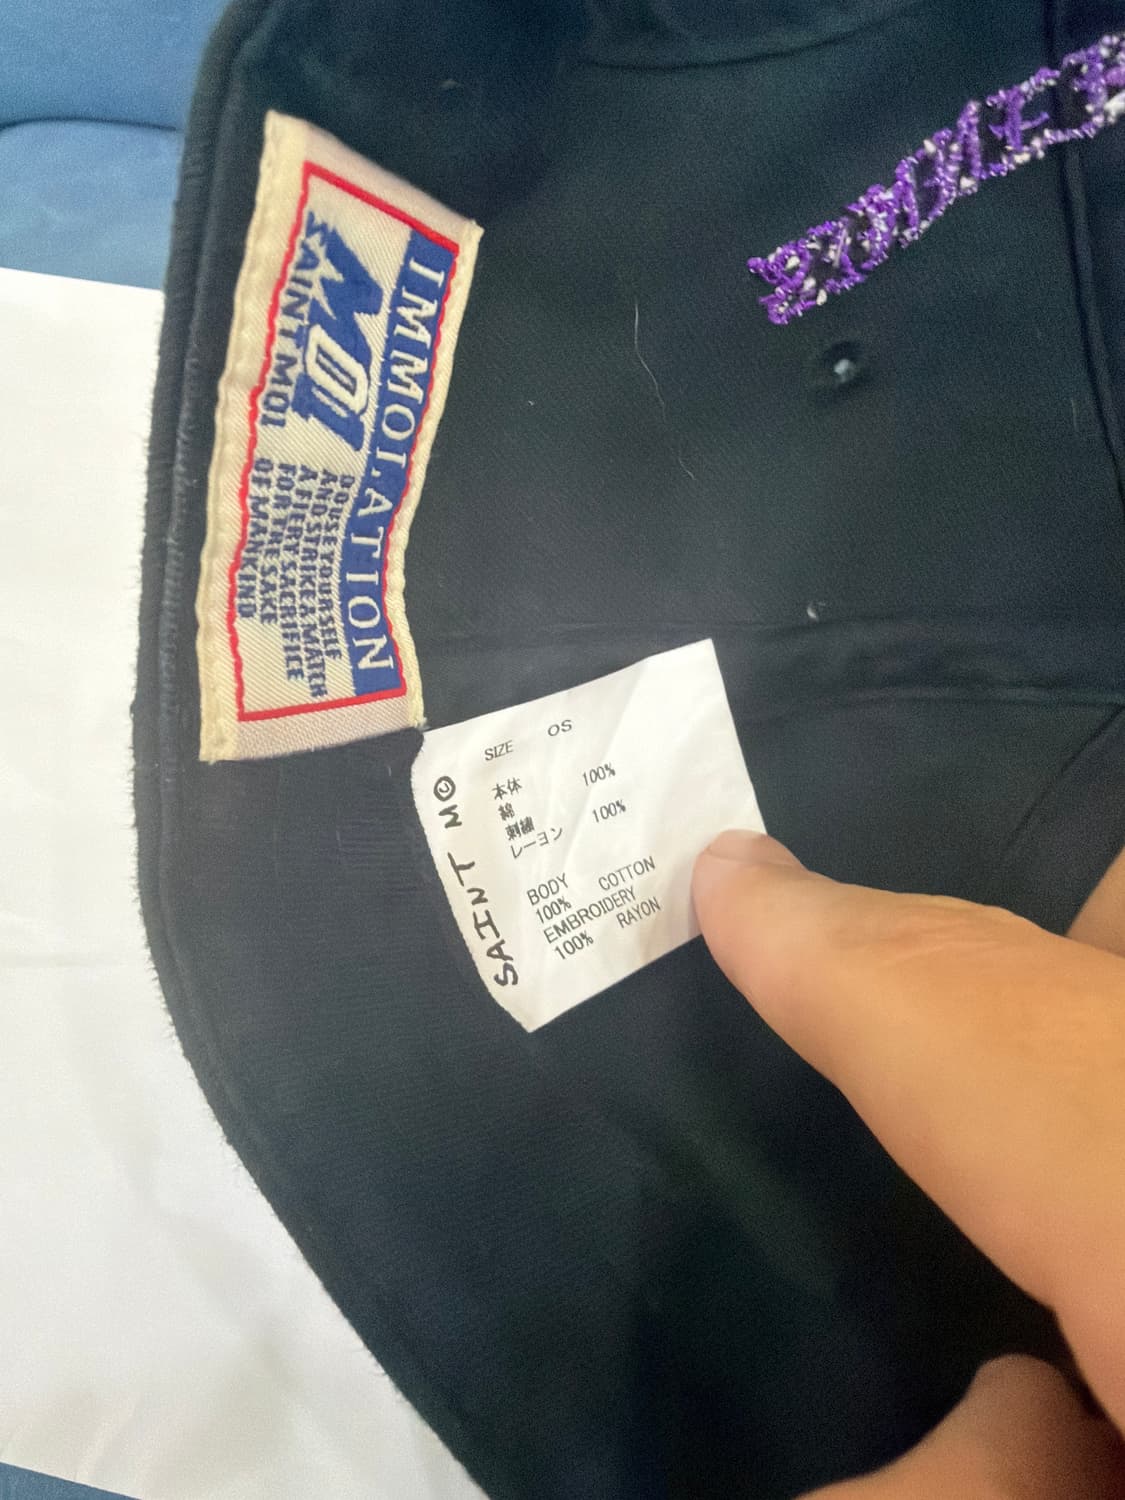 IMMOLATION
MOI
SAINT MOI
DOUSE YOURSELF
AND STRIKE A MATCH
A FIERY SACRIFICE
FOR THE SAKE
OF MANKIND
SAINT MO
SIZE OS
本体
綿 100%
刺繍
レーヨン 100%
BODY
100% COTTON
EMBROIDERY
100% RAYON